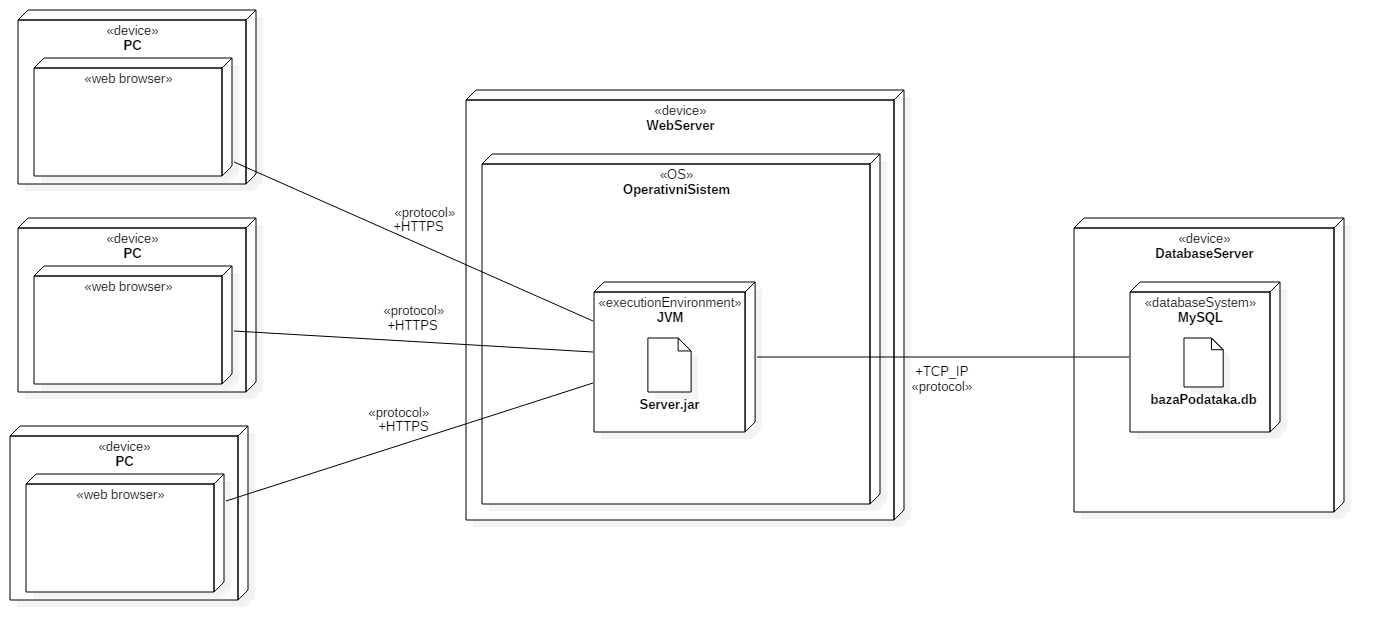 «device»
PC
«web browser»
«protocol»
+HTTPS
«device»
PC
«web browser»
«protocol»
+HTTPS
«device»
PC
«web browser»
«protocol»
+HTTPS
«device»
WebServer
«OS»
OperativniSistem
«executionEnvironment»
JVM
Server.jar
+TCP_IP
«protocol»
«device»
DatabaseServer
«databaseSystem»
MySQL
bazaPodataka.db